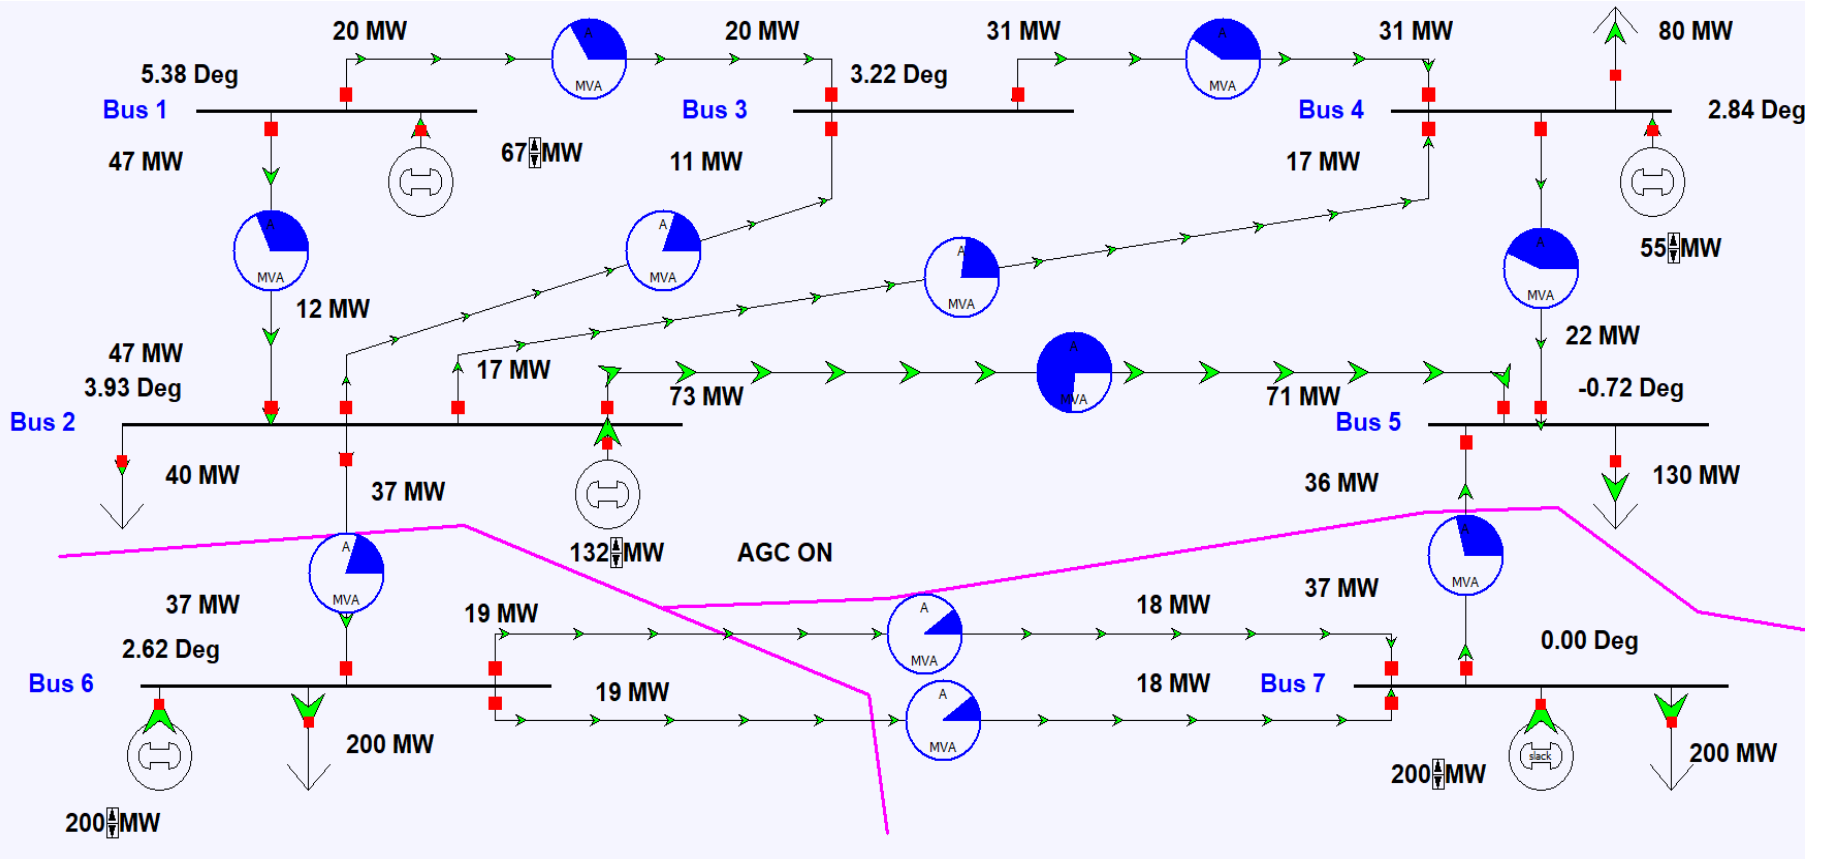 20 MW
20 MW
31 MW
31 MW
80 MW
A
MVA
A
MVA
5.38 Deg
3.22 Deg
Bus 1
Bus 3
Bus 4
2.84 Deg
47 MW
67 MW
11 MW
17 MW
A
MVA
A
MVA
A
MVA
A
MVA
55 MW
12 MW
22 MW
47 MW
17 MW
A
MVA
3.93 Deg
73 MW
71 MW
-0.72 Deg
Bus 2
Bus 5
40 MW
37 MW
36 MW
130 MW
132 MW
AGC ON
A
MVA
A
MVA
37 MW
37 MW
19 MW
18 MW
A
MVA
2.62 Deg
0.00 Deg
Bus 6
19 MW
18 MW
Bus 7
A
MVA
200 MW
200 MW
slack
200 MW
200 MW